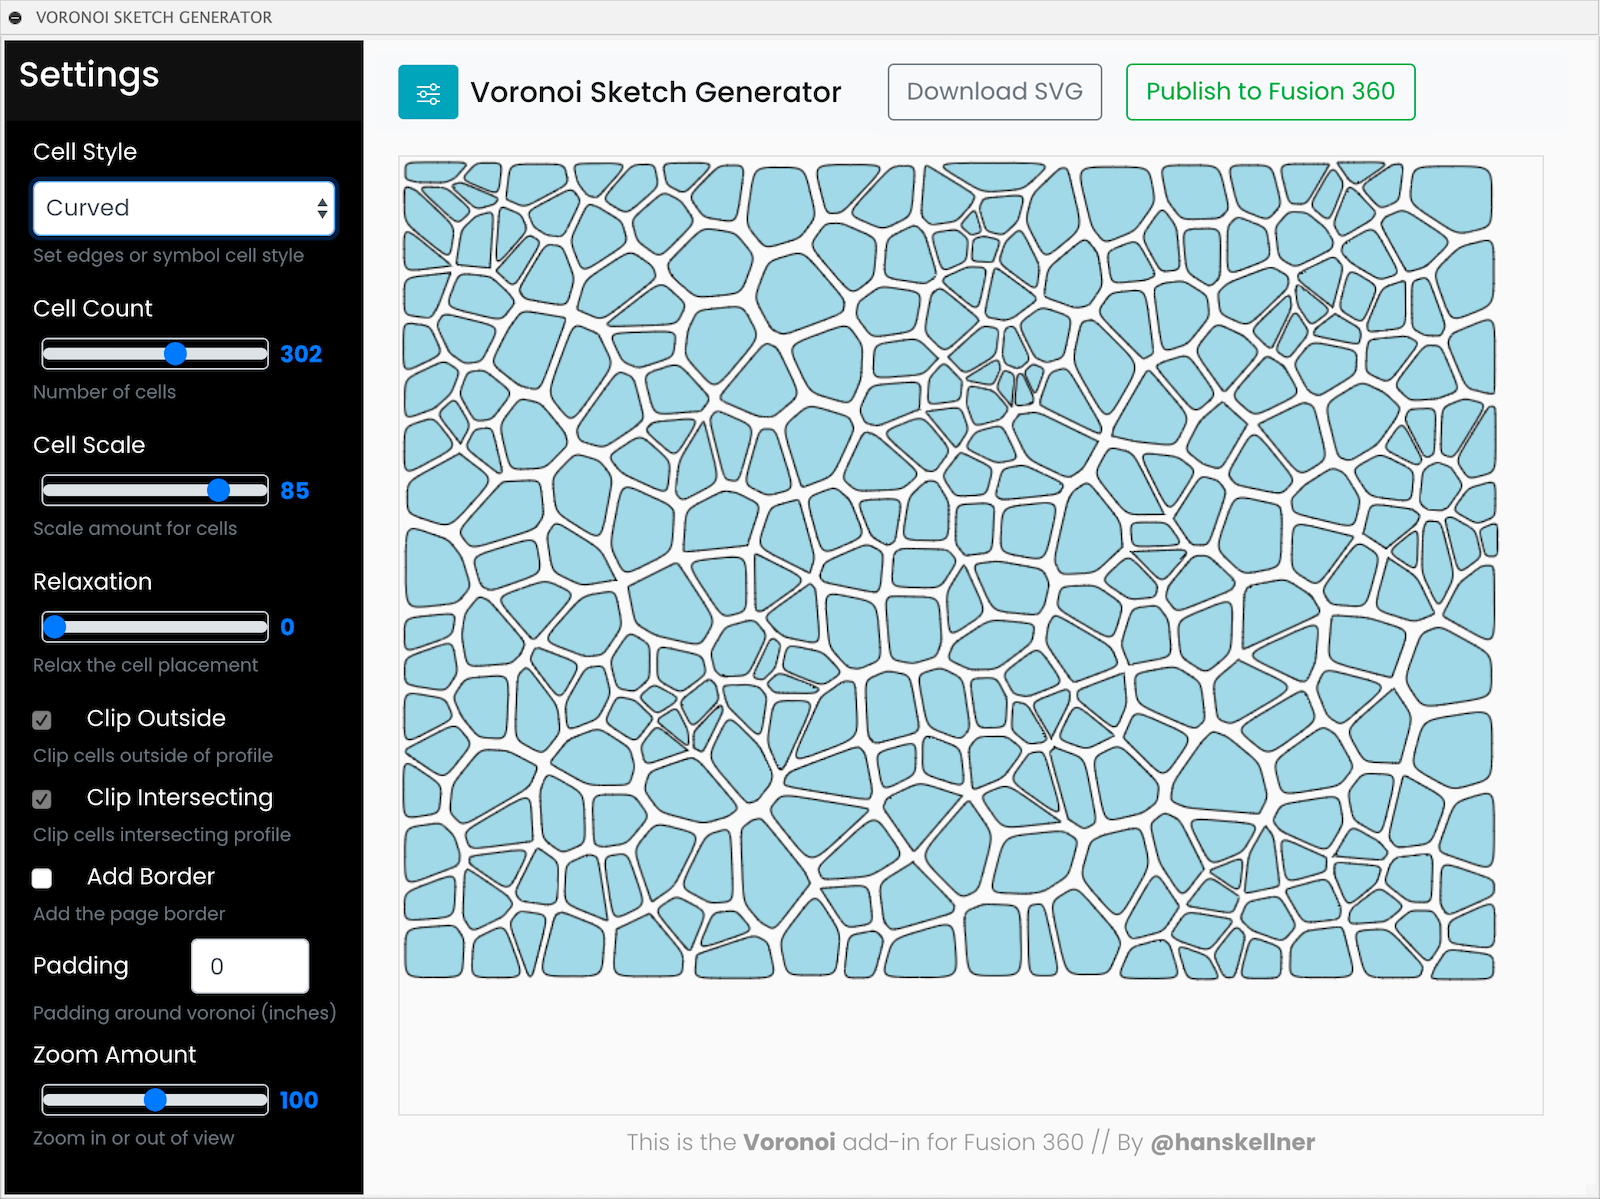 VORONOI SKETCH GENERATOR
Settings
Cell Style
Curved
Set edges or symbol cell style
Cell Count
302
Number of cells
Cell Scale
85
Scale amount for cells
Relaxation
0
Relax the cell placement
Clip Outside
Clip cells outside of profile
Clip Intersecting
Clip cells intersecting profile
Add Border
Add the page border
Padding
0
Padding around voronoi (inches)
Zoom Amount
100
Zoom in or out of view
Voronoi Sketch Generator
Download SVG
Publish to Fusion 360
This is the Voronoi add-in for Fusion 360 // By @hanskellner